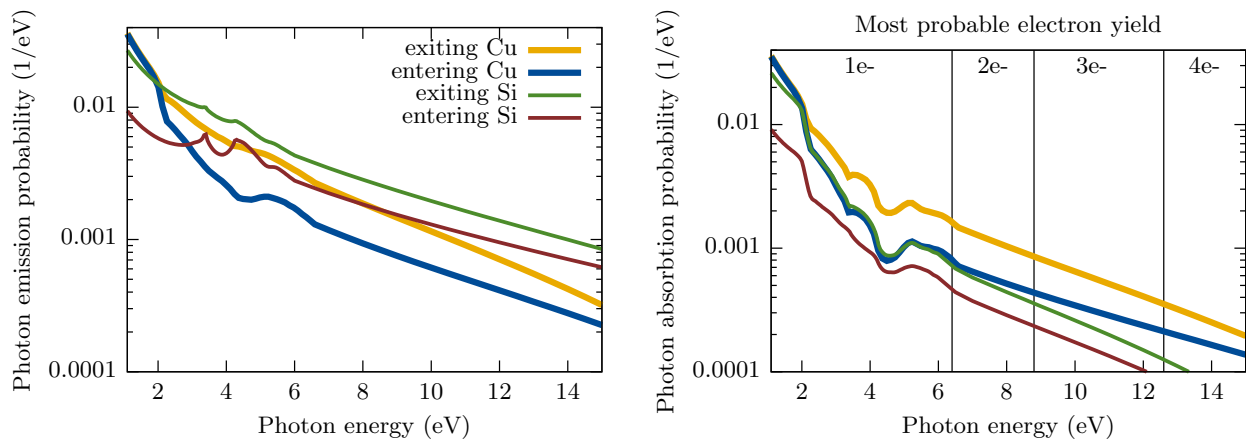 Photon emission probability (1/eV)
0.01
0.001
0.0001
exiting Cu
entering Cu
exiting Si
entering Si
2 4 6 8 10 12 14
Photon energy (eV)
Most probable electron yield
1e- 2e- 3e- 4e-
Photon absorbtion probability (1/eV)
0.01
0.001
0.0001
2 4 6 8 10 12 14
Photon energy (eV)